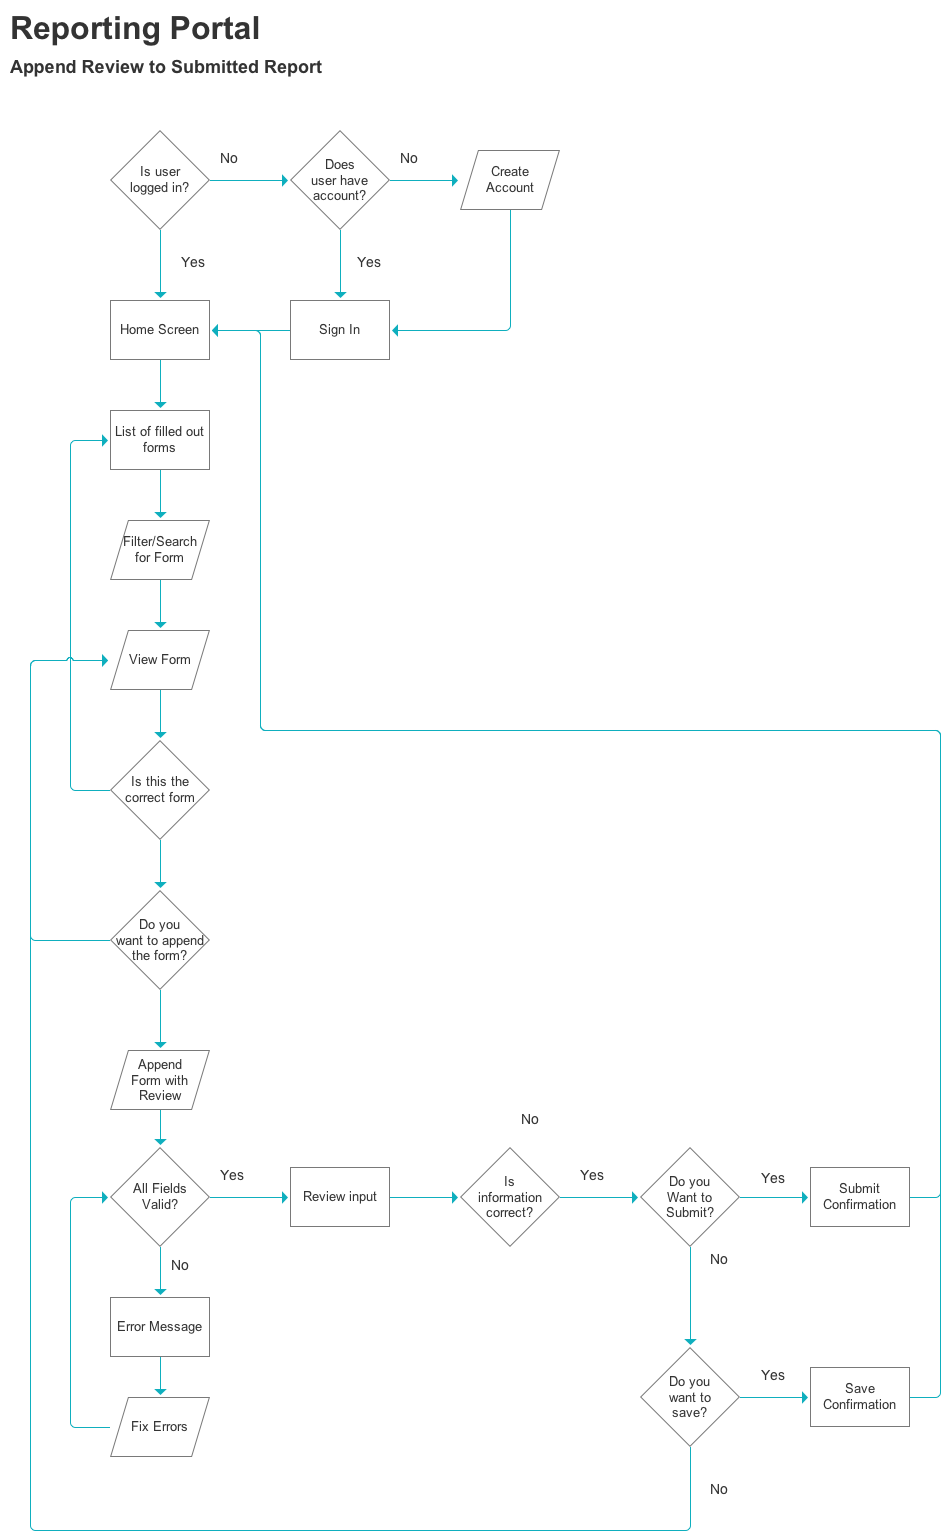 Reporting Portal
Append Review to Submitted Report
Is user
logged in?
No
Does
user have
account?
No
Create
Account
Yes
Yes
Home Screen
Sign In
List of filled out
forms
Filter/Search
for Form
View Form
Is this the
correct form
Do you
want to append
the form?
Append
Form with
Review
No
All Fields
Valid?
Yes
Review input
Is
information
correct?
Yes
Do you
Want to
Submit?
Yes
Submit
Confirmation
No
No
Error Message
Do you
want to
save?
Yes
Save
Confirmation
Fix Errors
No